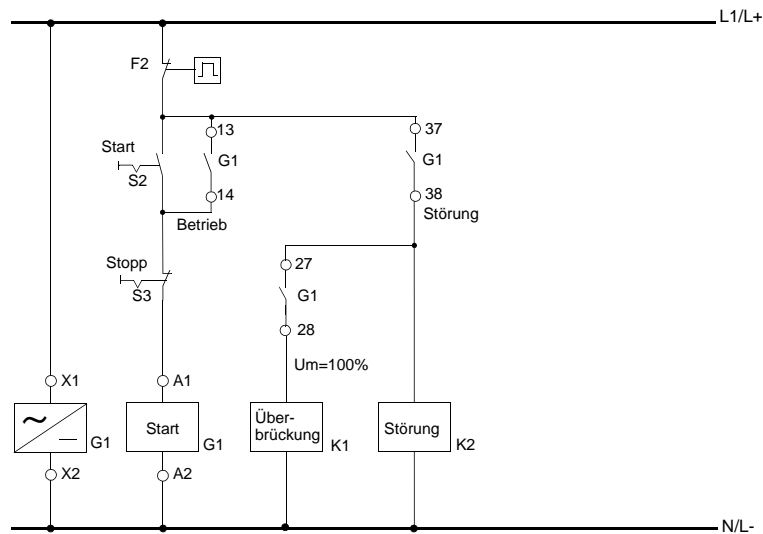 L1/L+
F2
13
37
Start
G1
G1
S2
14
38
Störung
Betrieb
Stopp
27
S3
G1
28
Um=100%
X1
A1
~
Start
Über-
brückung
Störung
G1
G1
K1
K2
X2
A2
N/L-